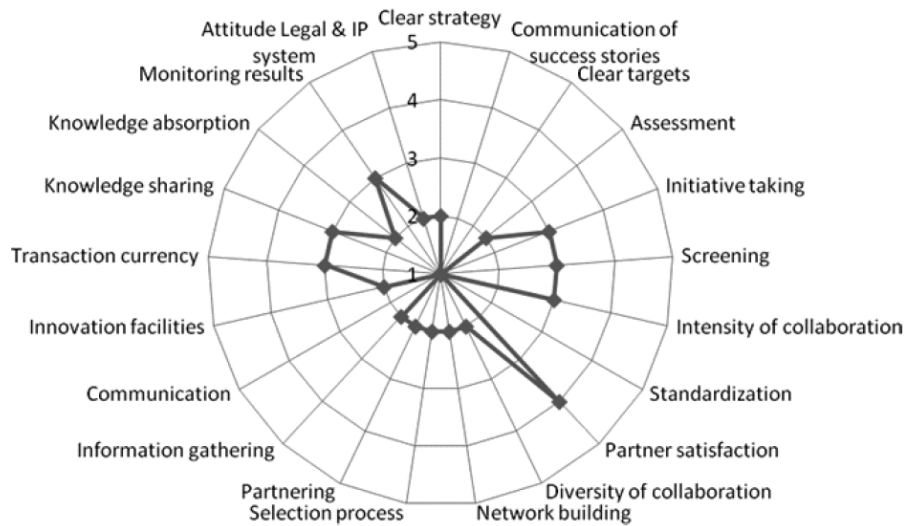 Clear strategy
Communication of
success stories
Clear targets
Assessment
Initiative taking
Screening
Intensity of collaboration
Standardization
Partner satisfaction
Diversity of collaboration
Network building
Selection process
Partnering
Information gathering
Communication
Innovation facilities
Transaction currency
Knowledge sharing
Knowledge absorption
Monitoring results
Attitude Legal & IP
system
5
4
3
2
1